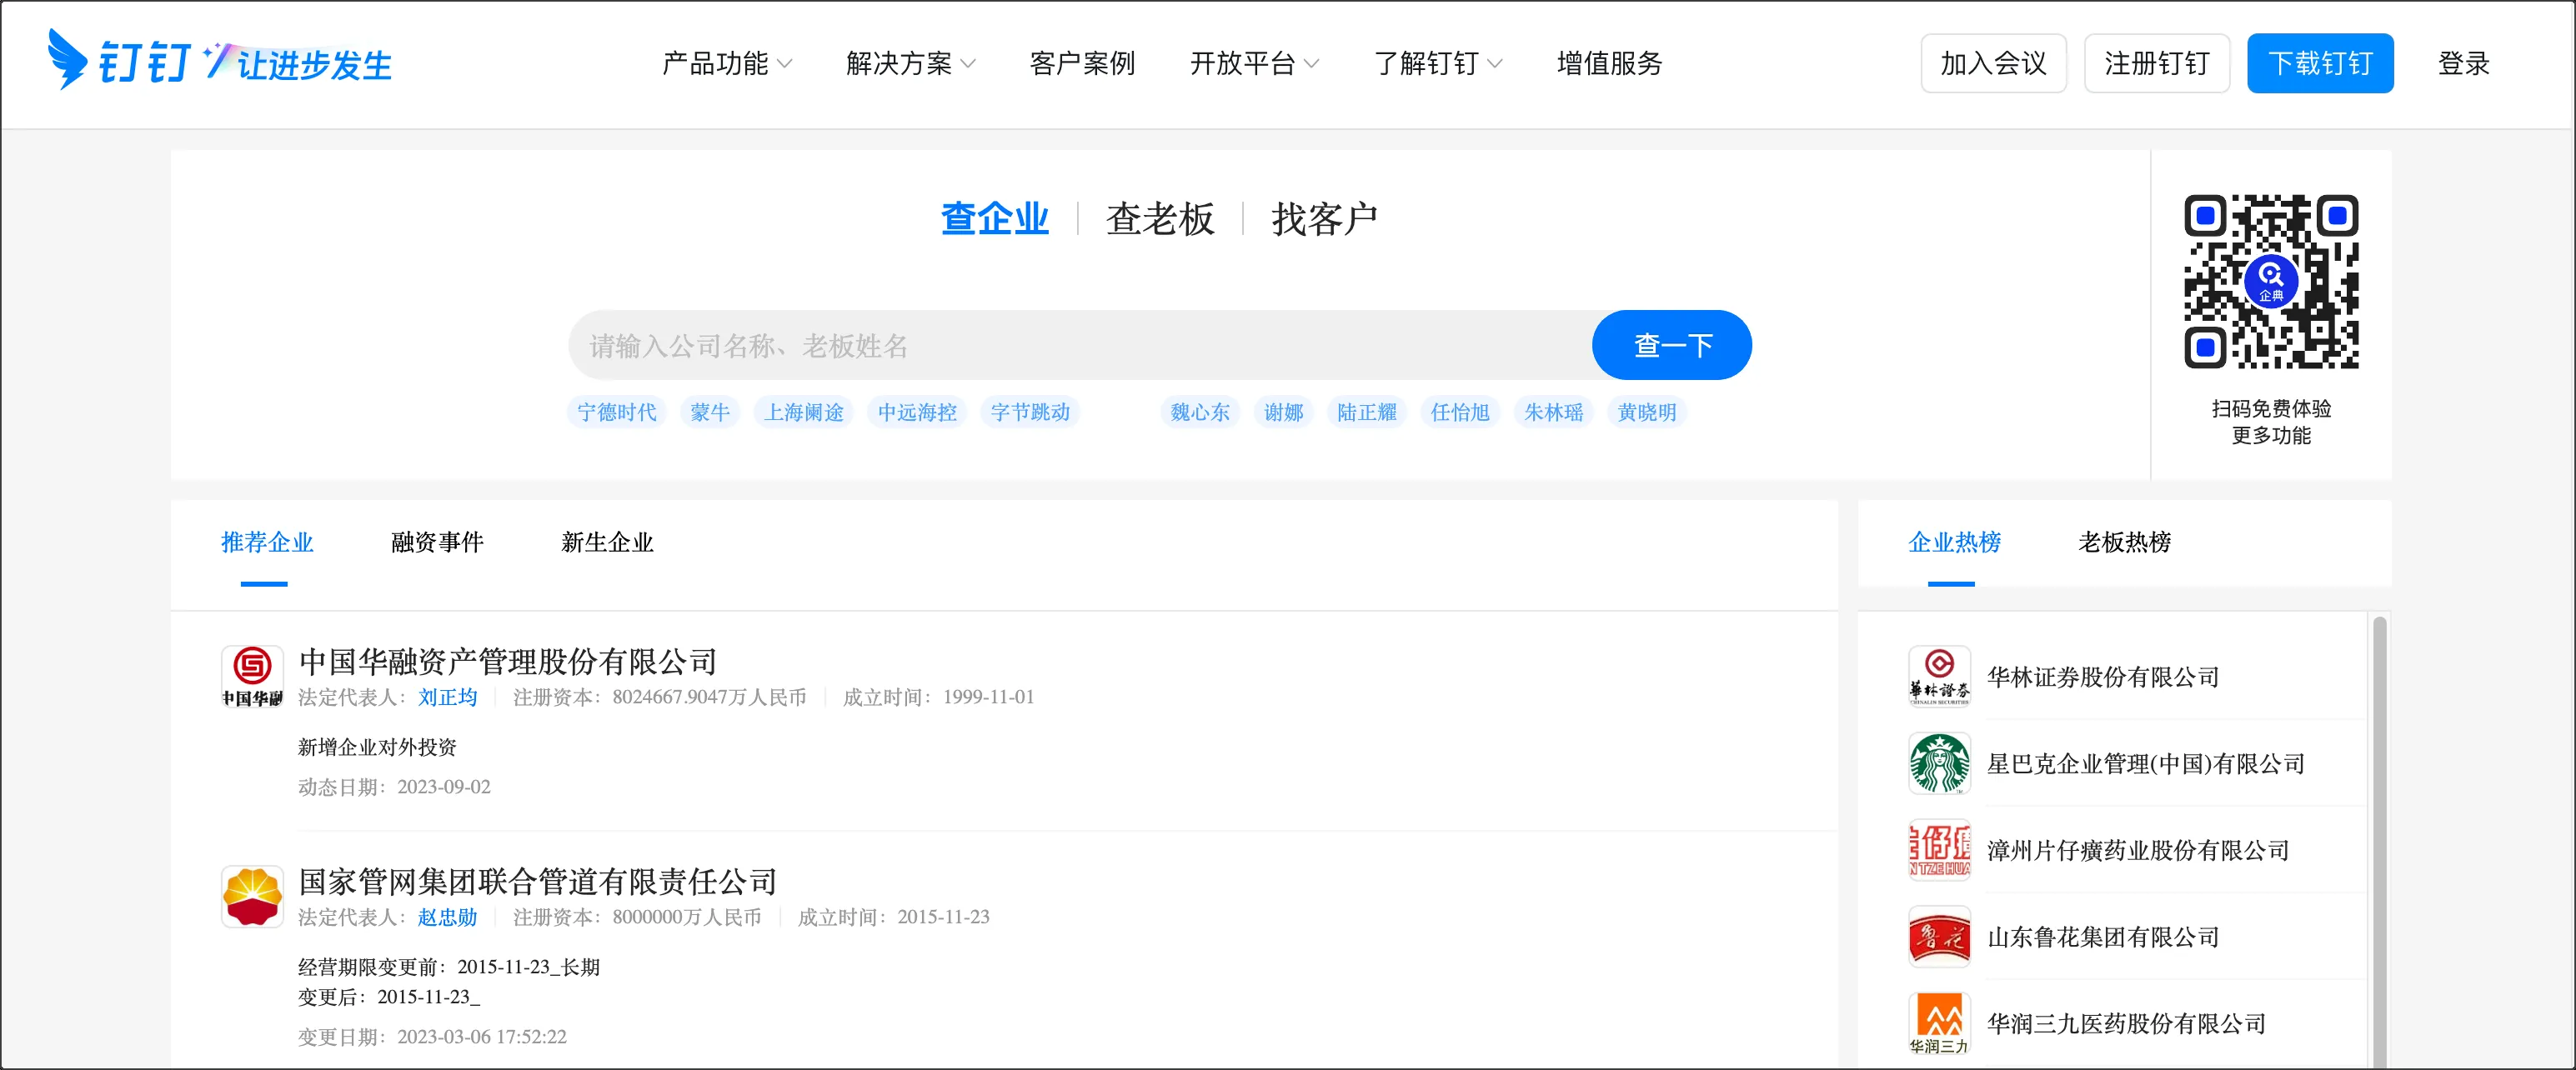 钉钉 让进步发生
产品功能 解决方案 客户案例 开放平台 了解钉钉 增值服务
加入会议 注册钉钉 下载钉钉 登录
查企业 查老板 找客户
请输入公司名称、老板姓名 查一下
宁德时代 蒙牛 上海阑途 中远海控 字节跳动 魏心东 谢娜 陆正耀 任怡旭 朱林瑶 黄晓明
企典
扫码免费体验
更多功能
推荐企业 融资事件 新生企业
中国华融
中国华融资产管理股份有限公司
法定代表人：刘正均 注册资本：8024667.9047万人民币 成立时间：1999-11-01
新增企业对外投资
动态日期：2023-09-02
国家管网集团联合管道有限责任公司
法定代表人：赵忠勋 注册资本：8000000万人民币 成立时间：2015-11-23
经营期限变更前：2015-11-23_长期
变更后：2015-11-23_
变更日期：2023-03-06 17:52:22
企业热榜 老板热榜
華林證券
CHINALIN SECURITIES
华林证券股份有限公司
星巴克企业管理(中国)有限公司
漳州片仔癀药业股份有限公司
鲁花
山东鲁花集团有限公司
华润三九医药股份有限公司